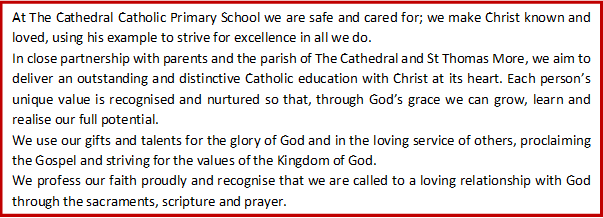 At The Cathedral Catholic Primary School we are safe and cared for; we make Christ known and
loved, using his example to strive for excellence in all we do.
In close partnership with parents and the parish of The Cathedral and St Thomas More, we aim to
deliver an outstanding and distinctive Catholic education with Christ at its heart. Each person’s
unique value is recognised and nurtured so that, through God’s grace we can grow, learn and
realise our full potential.
We use our gifts and talents for the glory of God and in the loving service of others, proclaiming
the Gospel and striving for the values of the Kingdom of God.
We profess our faith proudly and recognise that we are called to a loving relationship with God
through the sacraments, scripture and prayer.